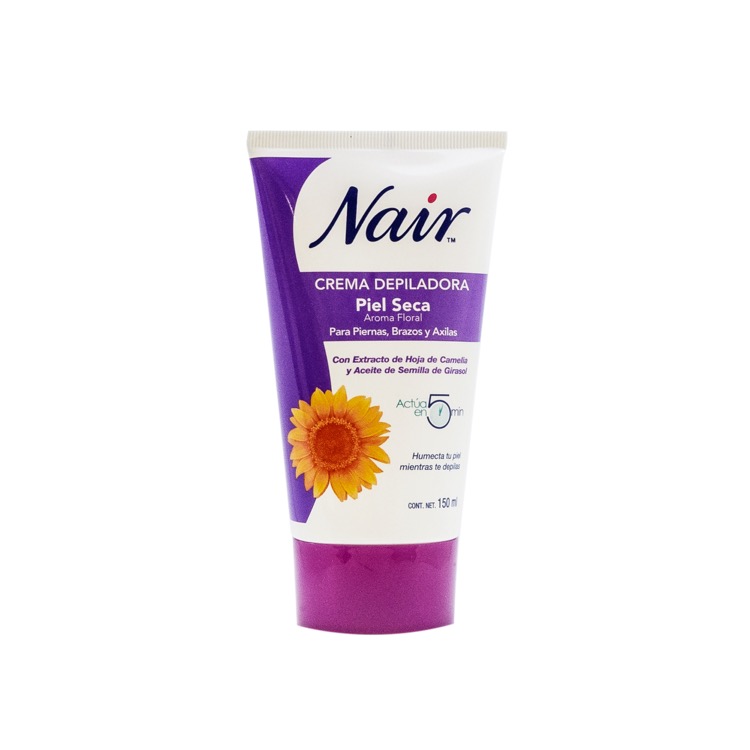 Nair™
CREMA DEPILADORA
Piel Seca
Aroma Floral
Para Piernas, Brazos y Axilas
Con Extracto de Hoja de Camelia
y Aceite de Semilla de Girasol
Actúa
en 5 min
Humecta tu piel
mientras te depilas
CONT. NET. 150 ml